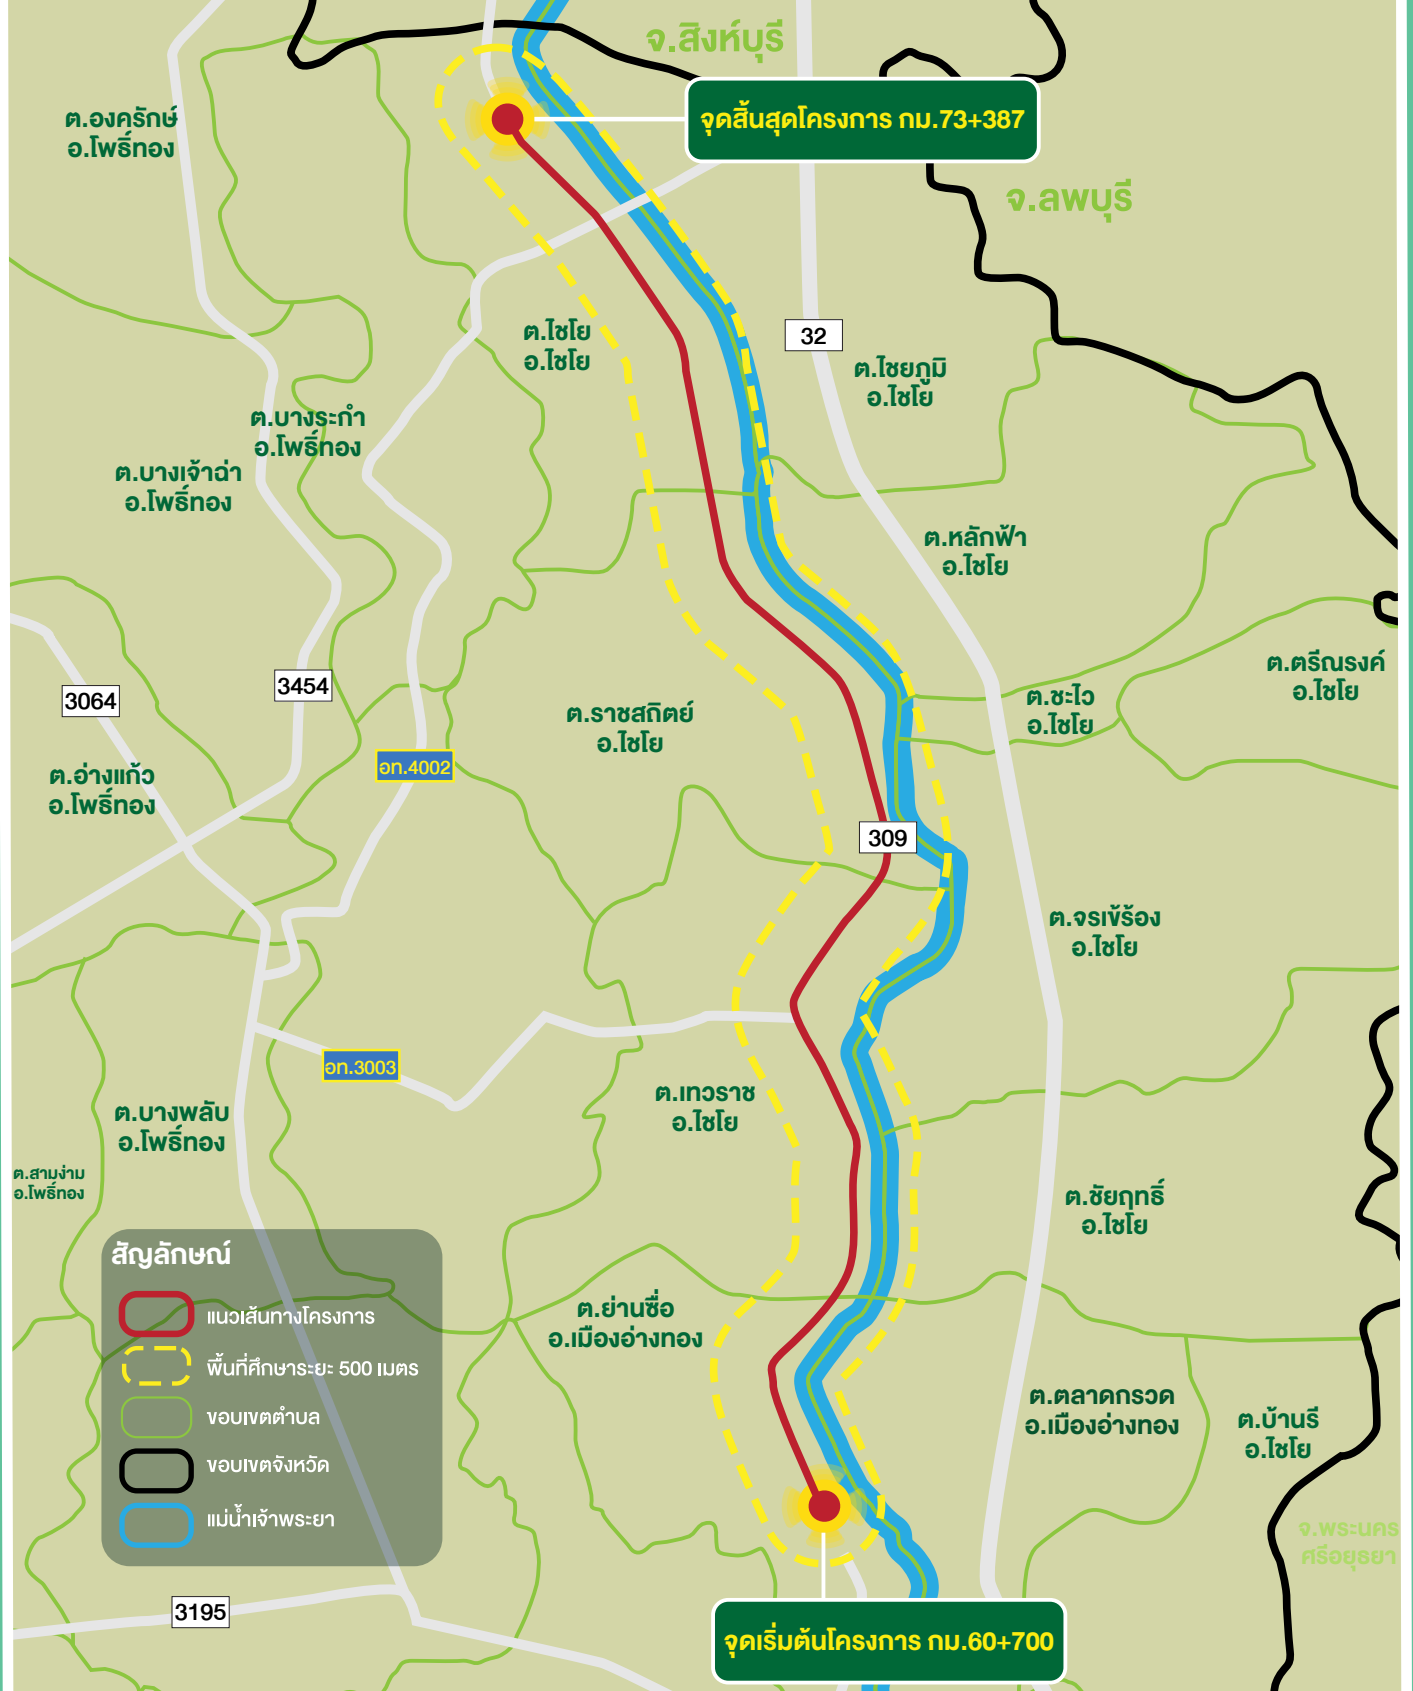 จ.สิงห์บุรี
จุดสิ้นสุดโครงการ กม.73+387
ต.องครักษ์
อ.โพธิ์ทอง
จ.ลพบุรี
ต.ไชโย
อ.ไชโย
32
ต.ไชยภูมิ
อ.ไชโย
ต.บางระกำ
อ.โพธิ์ทอง
ต.บางเจ้าฉ่า
อ.โพธิ์ทอง
ต.หลักฟ้า
อ.ไชโย
ต.ตรีณรงค์
อ.ไชโย
3064
3454
ต.ชะไว
อ.ไชโย
ต.ราชสถิตย์
อ.ไชโย
อท.4002
ต.อ่างแก้ว
อ.โพธิ์ทอง
309
ต.จรเข้ร้อง
อ.ไชโย
อท.3003
ต.เทวราช
อ.ไชโย
ต.บางพลับ
อ.โพธิ์ทอง
ต.สามง่าม
อ.โพธิ์ทอง
ต.ชัยฤทธิ์
อ.ไชโย
สัญลักษณ์
แนวเส้นทางโครงการ
พื้นที่ศึกษาระยะ 500 เมตร
ขอบเขตตำบล
ขอบเขตจังหวัด
แม่น้ำเจ้าพระยา
ต.ย่านซื่อ
อ.เมืองอ่างทอง
ต.ตลาดกรวด
อ.เมืองอ่างทอง
ต.บ้านรี
อ.ไชโย
จ.พระนคร
ศรีอยุธยา
3195
จุดเริ่มต้นโครงการ กม.60+700